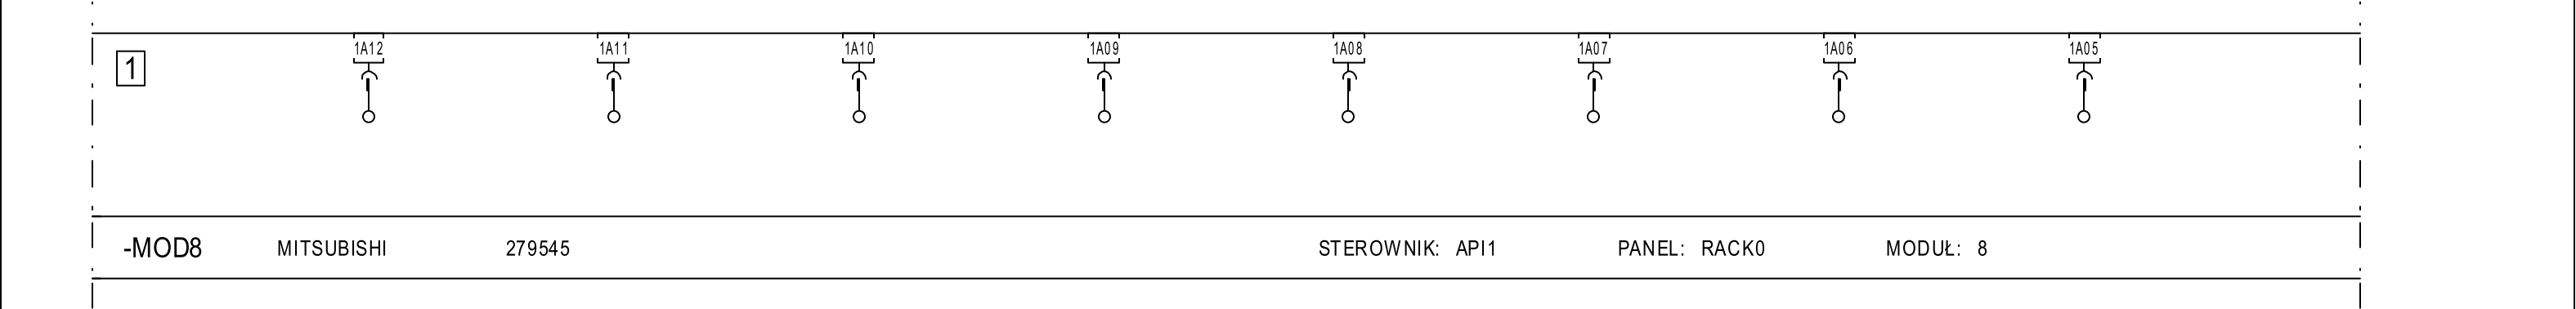 1A12 1A11 1A10 1A09 1A08 1A07 1A06 1A05
1
-MOD8 MITSUBISHI 279545 STEROWNIK: API1 PANEL: RACK0 MODUŁ: 8